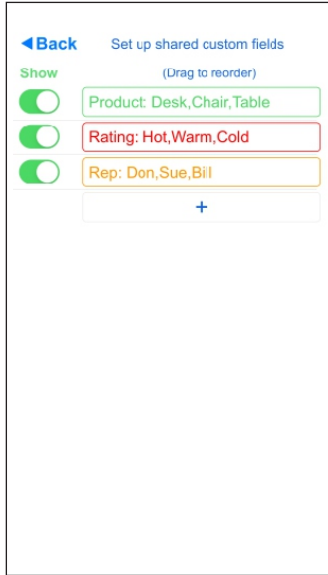 ◀Back Set up shared custom fields
Show (Drag to reorder)
Product: Desk,Chair,Table
Rating: Hot,Warm,Cold
Rep: Don,Sue,Bill
+